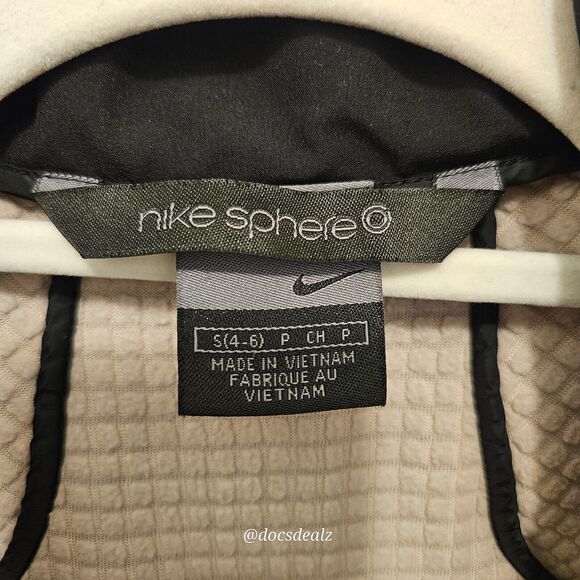 nike sphere
S(4-6) P CH P
MADE IN VIETNAM
FABRIQUE AU
VIETNAM
@docsdealz